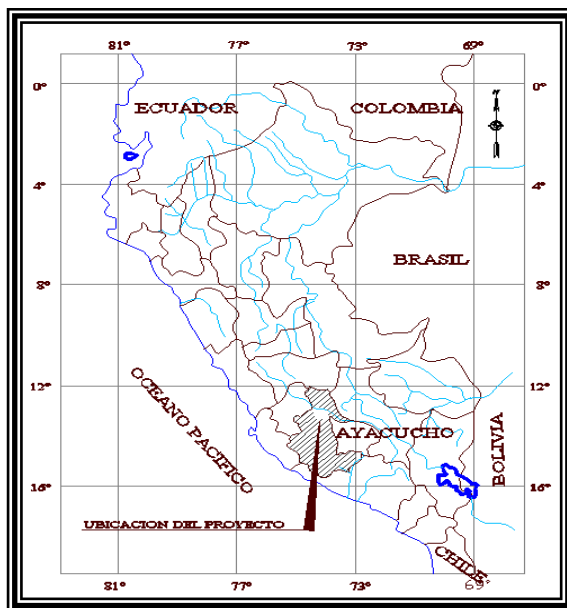 81° 77° 73° 69°
0° 0°
ECUADOR COLOMBIA
N
4° 4°
BRASIL
8° 8°
12° 12°
OCEANO PACIFICO
AYACUCHO
BOLIVIA
16° 16°
UBICACION DEL PROYECTO
CHILE
81° 77° 73° 69°